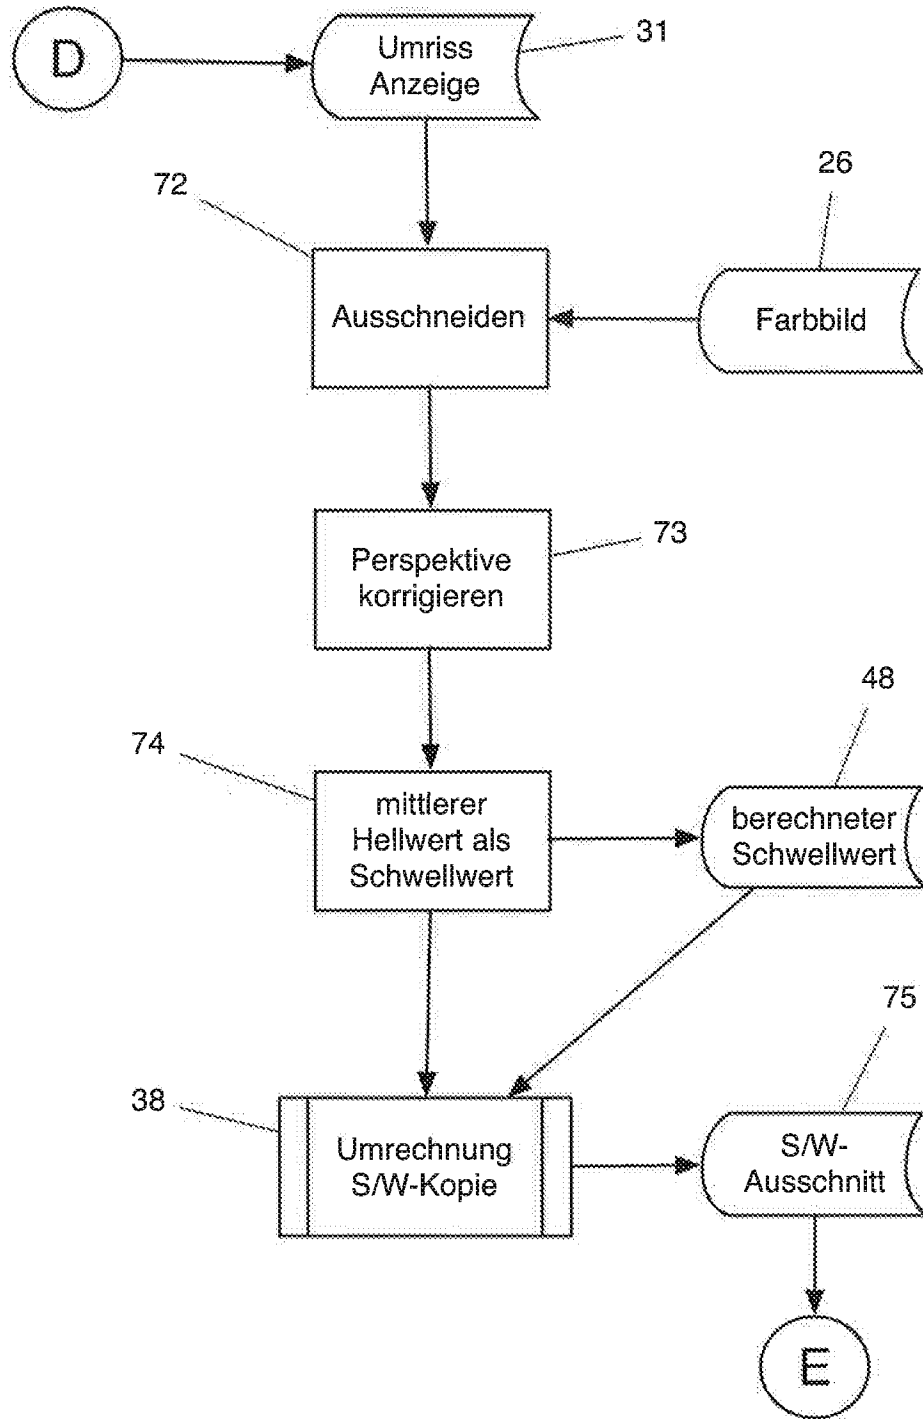 D
Umriss
Anzeige
31
72
26
Ausschneiden
Farbbild
Perspektive
korrigieren
73
74
48
mittlerer
Hellwert als
Schwellwert
berechneter
Schwellwert
75
38
Umrechnung
S/W-Kopie
S/W-
Ausschnitt
E